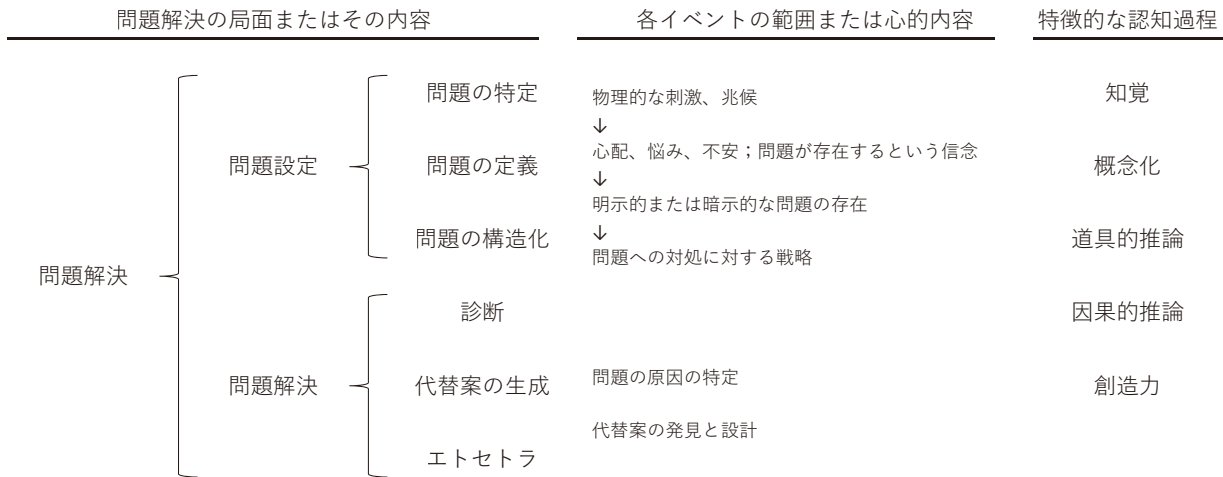 問題解決の局面またはその内容
各イベントの範囲または心的内容
特徴的な認知過程
問題の特定
物理的な刺激、兆候
知覚
↓
問題設定
問題の定義
心配、悩み、不安；問題が存在するという信念
概念化
↓
明示的または暗示的な問題の存在
問題の構造化
↓
道具的推論
問題への対処に対する戦略
問題解決
診断
因果的推論
問題解決
代替案の生成
問題の原因の特定
創造力
代替案の発見と設計
エトセトラ